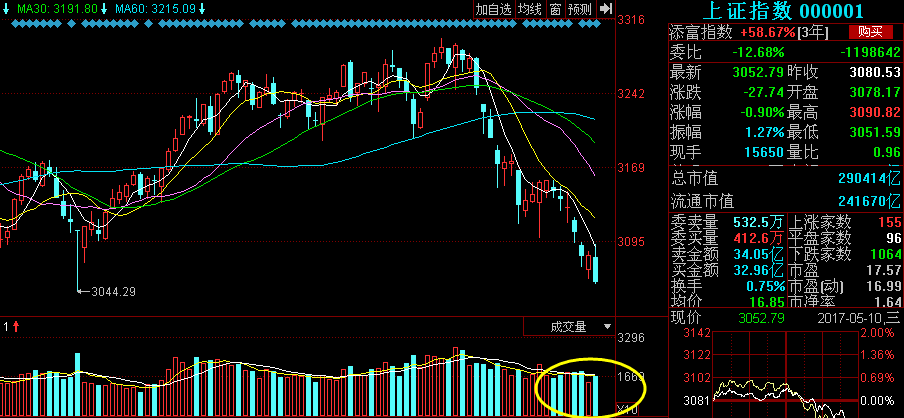 MA30: 3191.80 MA60: 3215.09
加自选 均线 窗 预测
3316
3242
3169
3095
3044.29
1
成交量
3296
1663
X10
上证指数 000001
添富指数 +58.67%[3年] 购买
委比 -12.68% -1198642
最新 3052.79 昨收 3080.53
涨跌 -27.74 开盘 3078.17
涨幅 -0.90% 最高 3090.82
振幅 1.27% 最低 3051.59
现手 15650 量比 0.96
总市值 290414亿
流通市值 241670亿
委卖量 532.5万 上涨家数 155
委买量 412.6万 平盘家数 96
卖金额 34.05亿 下跌家数 1064
买金额 32.96亿 市盈 17.57
换手 0.75% 市盈(动) 16.99
均价 16.85 市净率 1.64
现价 3052.79 2017-05-10,三
3142 2.00%
3122 1.36%
3102 0.69%
3081 0.00%